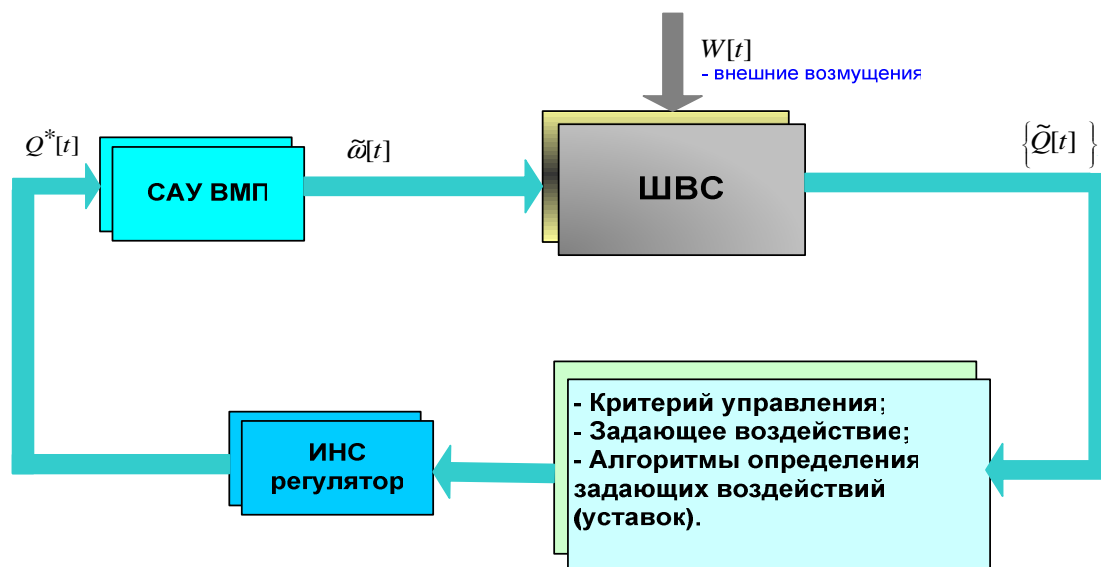 W[t]
- внешние возмущения
Q*[t]
ω̃[t]
{Q̃[t]}
САУ ВМП
ШВС
- Критерий управления;
- Задающее воздействие;
- Алгоритмы определения
задающих воздействий
(уставок).
ИНС
регулятор